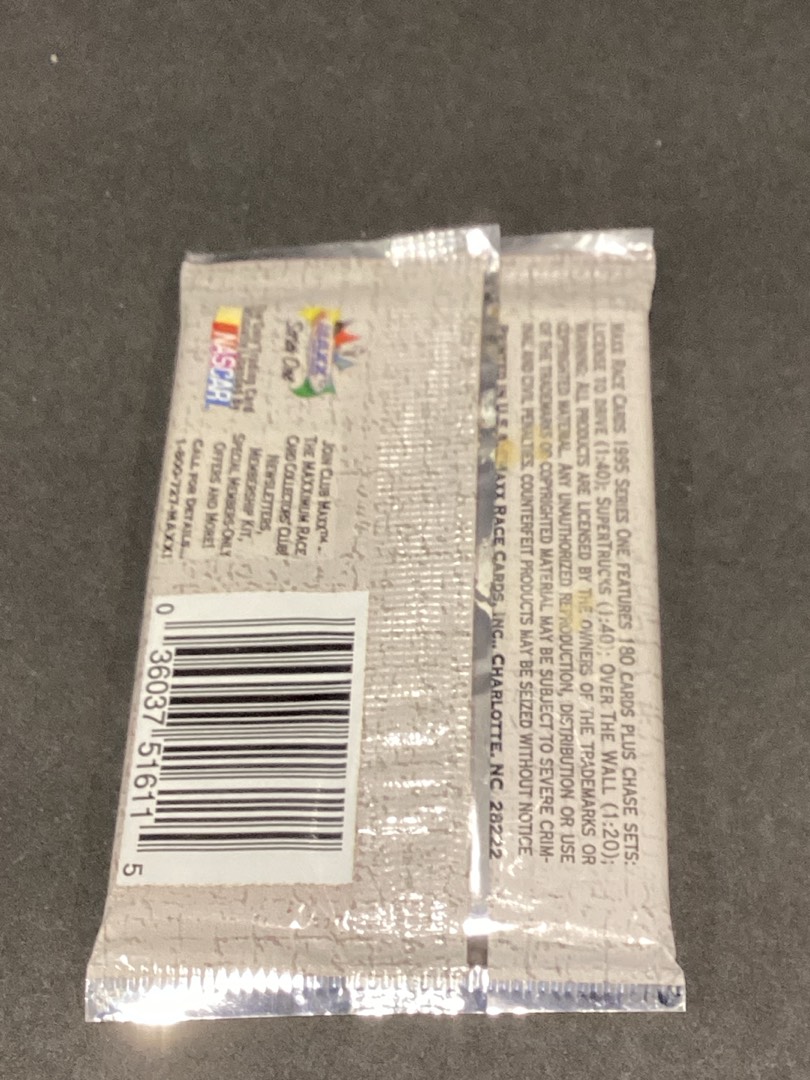 MAXX RACE CARDS 1995 SERIES ONE FEATURES 180 CARDS PLUS CHASE SETS:
LICENSE TO DRIVE (1:40); SUPERTRUCKS (1:40); OVER THE WALL (1:20);
WARNING: ALL PRODUCTS ARE LICENSED BY THE OWNERS OF THE TRADEMARKS OR
COPYRIGHTED MATERIAL. ANY UNAUTHORIZED REPRODUCTION, DISTRIBUTION OR USE
OF THE TRADEMARKS OR COPYRIGHTED MATERIAL MAY BE SUBJECT TO SEVERE CRIM-
INAL AND CIVIL PENALTIES. COUNTERFEIT PRODUCTS MAY BE SEIZED WITHOUT NOTICE
PRINTED IN U.S.A. MAXX RACE CARDS, INC., CHARLOTTE, NC 28222
MAXX
Series One
Trading Card
NASCAR
JOIN CLUB MAXX™...
THE MAXXIMUM RACE
CARD COLLECTORS' CLUB!
NEWSLETTERS,
MEMBERSHIP KIT,
SPECIAL MEMBERS-ONLY
OFFERS AND MORE!
CALL FOR DETAILS...
1-800-727-MAXX!
0 36037 51611 5